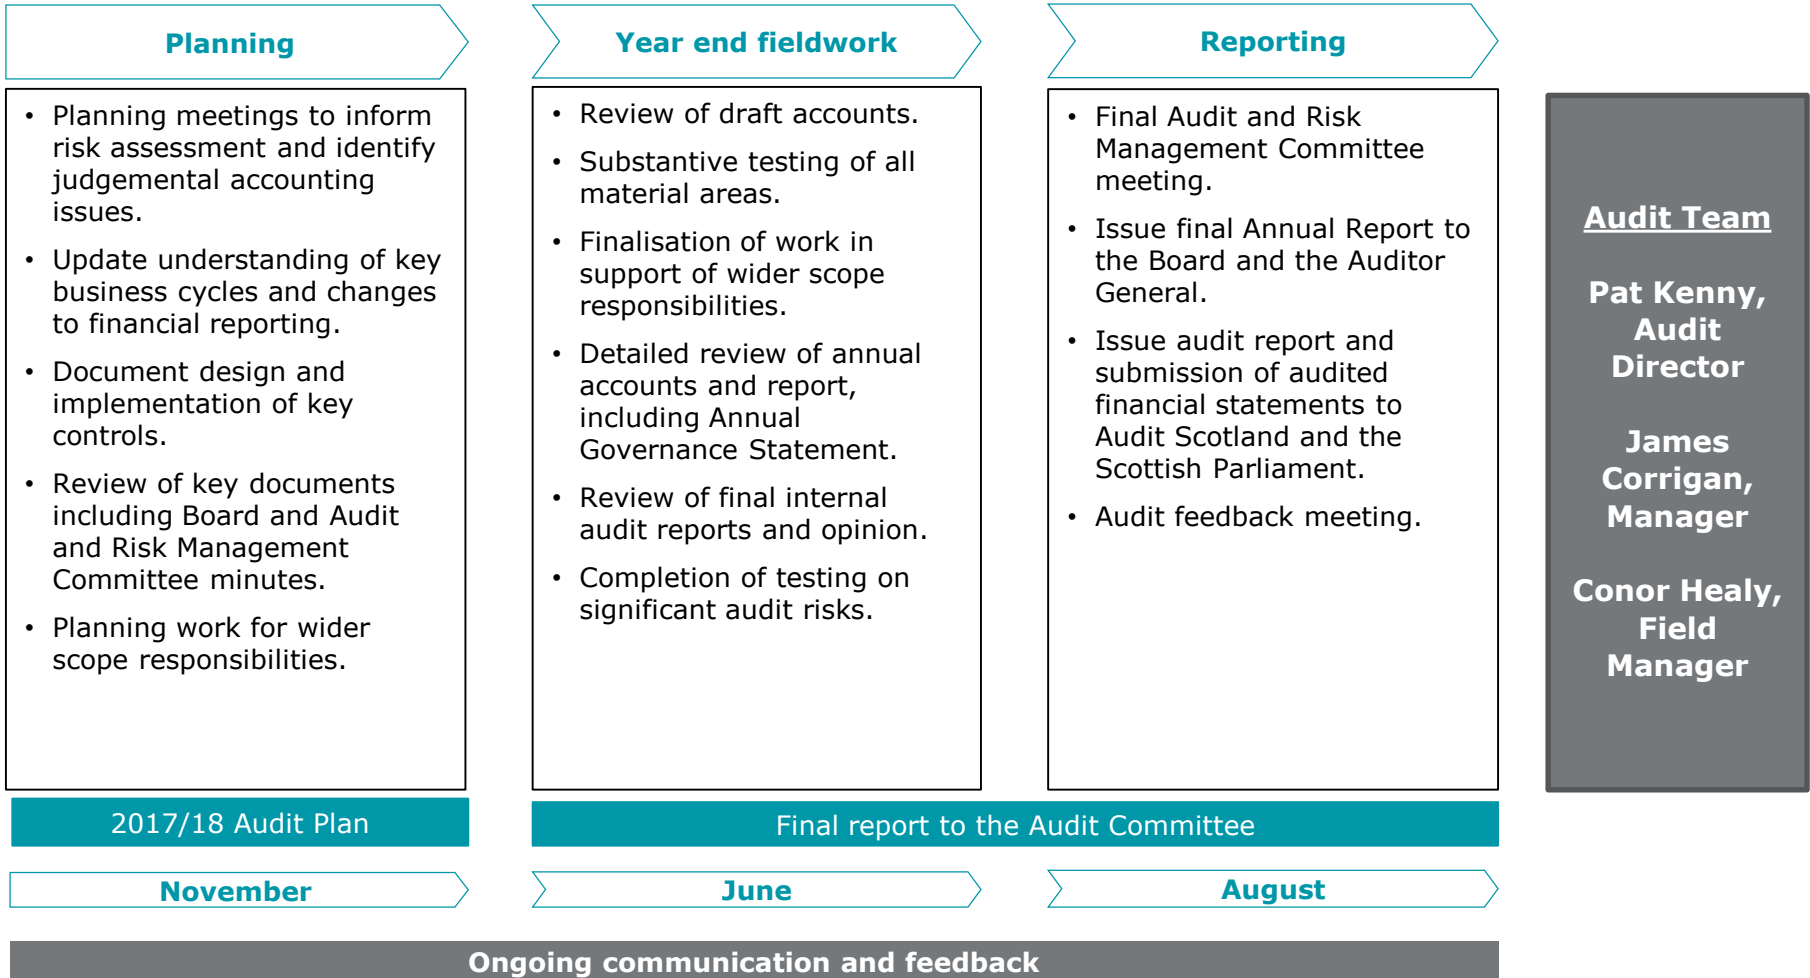 Planning
• Planning meetings to inform
risk assessment and identify
judgemental accounting
issues.
• Update understanding of key
business cycles and changes
to financial reporting.
• Document design and
implementation of key
controls.
• Review of key documents
including Board and Audit
and Risk Management
Committee minutes.
• Planning work for wider
scope responsibilities.
2017/18 Audit Plan
November
Year end fieldwork
• Review of draft accounts.
• Substantive testing of all
material areas.
• Finalisation of work in
support of wider scope
responsibilities.
• Detailed review of annual
accounts and report,
including Annual
Governance Statement.
• Review of final internal
audit reports and opinion.
• Completion of testing on
significant audit risks.
June
Reporting
• Final Audit and Risk
Management Committee
meeting.
• Issue final Annual Report to
the Board and the Auditor
General.
• Issue audit report and
submission of audited
financial statements to
Audit Scotland and the
Scottish Parliament.
• Audit feedback meeting.
Final report to the Audit Committee
August
Audit Team
Pat Kenny,
Audit
Director
James
Corrigan,
Manager
Conor Healy,
Field
Manager
Ongoing communication and feedback